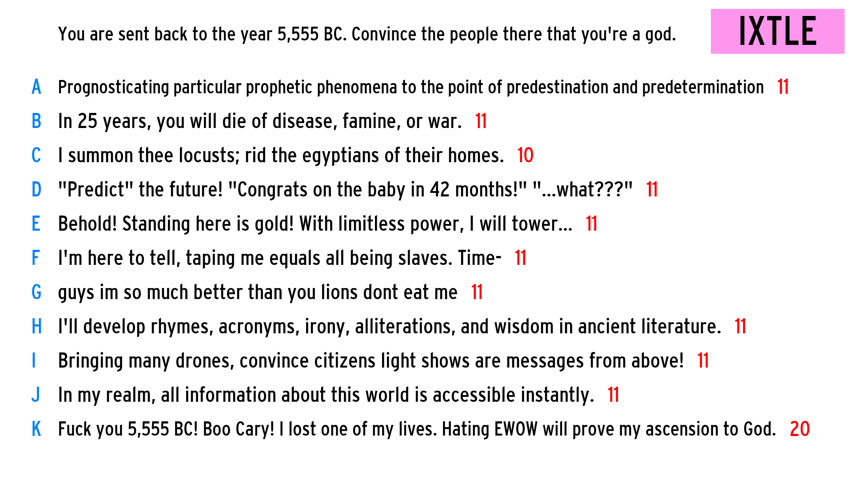 You are sent back to the year 5,555 BC. Convince the people there that you're a god.
IXTLE
A Prognosticating particular prophetic phenomena to the point of predestination and predetermination 11
B In 25 years, you will die of disease, famine, or war. 11
C I summon thee locusts; rid the egyptians of their homes. 10
D "Predict" the future! "Congrats on the baby in 42 months!" "...what???" 11
E Behold! Standing here is gold! With limitless power, I will tower... 11
F I'm here to tell, taping me equals all being slaves. Time- 11
G guys im so much better than you lions dont eat me 11
H I'll develop rhymes, acronyms, irony, alliterations, and wisdom in ancient literature. 11
I Bringing many drones, convince citizens light shows are messages from above! 11
J In my realm, all information about this world is accessible instantly. 11
K Fuck you 5,555 BC! Boo Cary! I lost one of my lives. Hating EWOW will prove my ascension to God. 20